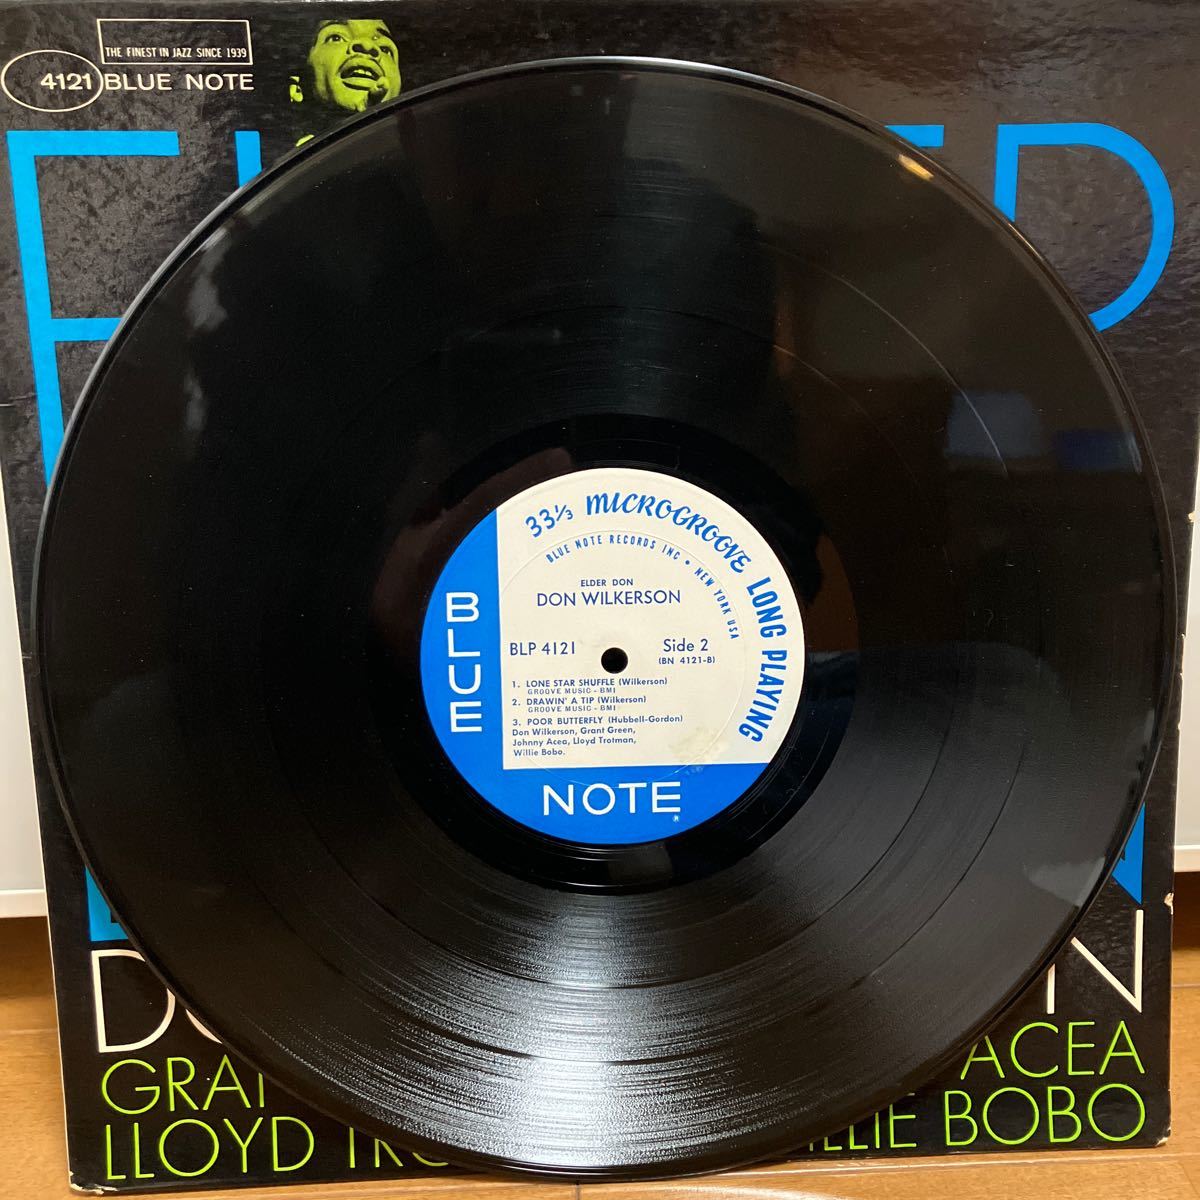 THE FINEST IN JAZZ SINCE 1939
4121 BLUE NOTE
33⅓ MICROGROOVE LONG PLAYING
BLUE NOTE RECORDS INC • NEW YORK USA
ELDER DON
DON WILKERSON
BLP 4121 Side 2
(BN 4121-B)
1. LONE STAR SHUFFLE (Wilkerson)
GROOVE MUSIC - BMI
2. DRAWIN' A TIP (Wilkerson)
GROOVE MUSIC - BMI
3. POOR BUTTERFLY (Hubbell-Gordon)
Don Wilkerson, Grant Green,
Johnny Acea, Lloyd Trotman,
Willie Bobo.
BLUE
NOTE
®
ACEA
LLOYD
BOBO